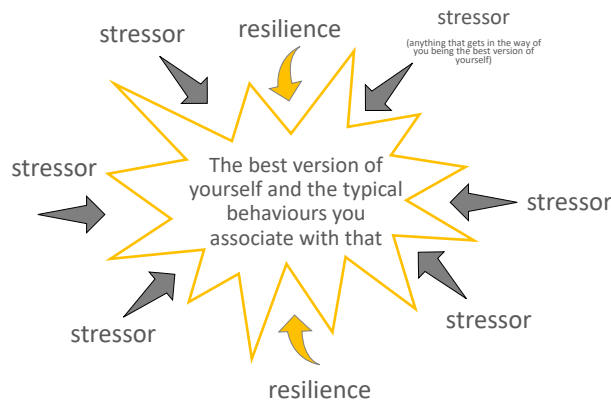 stressor
resilience
stressor
(anything that gets in the way of
you being the best version of
yourself)
stressor
The best version of
yourself and the typical
behaviours you
associate with that
stressor
stressor
stressor
resilience